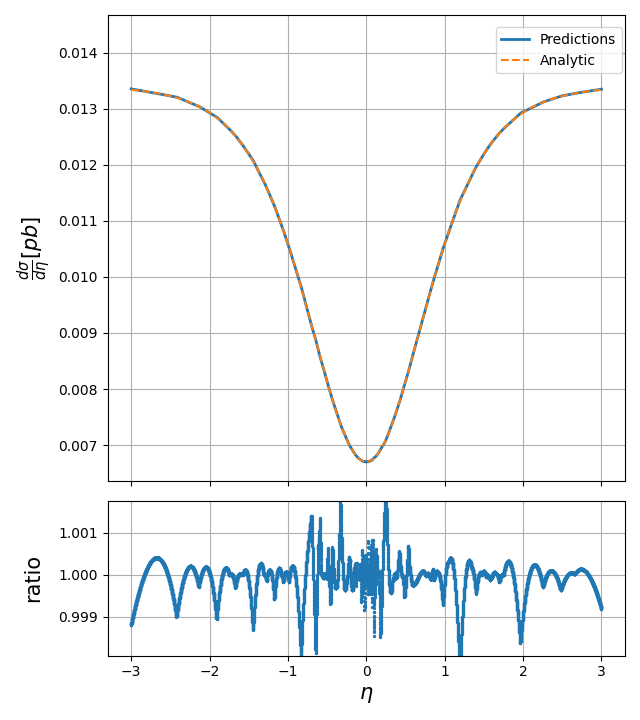 Predictions
Analytic
0.014
0.013
0.012
0.011
0.010
0.009
0.008
0.007
dσ/dη [pb]
1.001
1.000
0.999
ratio
−3 −2 −1 0 1 2 3
η